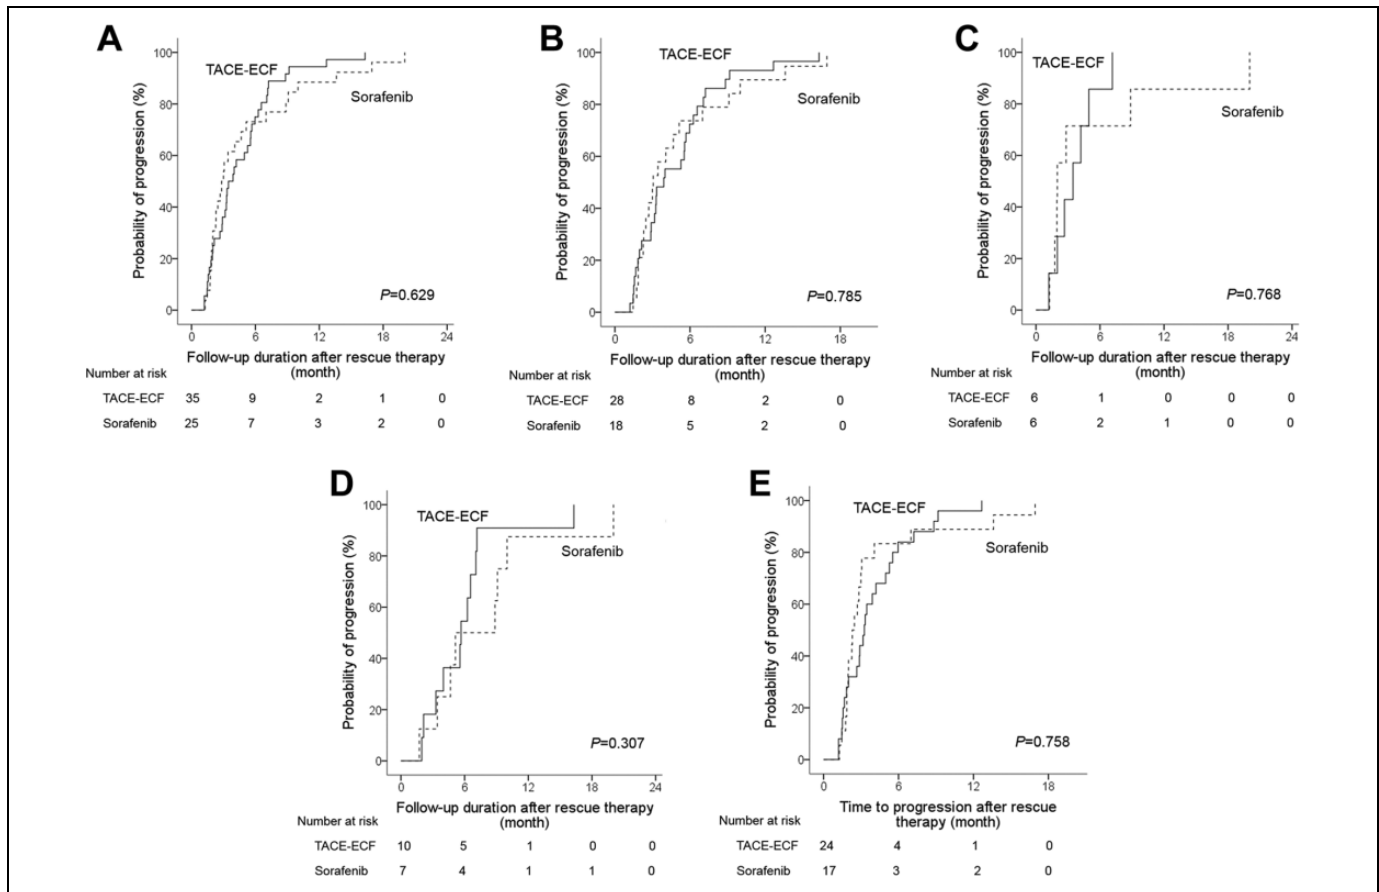 A
Probability of progression (%)
100
80
60
40
20
0
TACE-ECF
Sorafenib
P=0.629
0 6 12 18 24
Follow-up duration after rescue therapy
(month)
Number at risk
TACE-ECF 35 9 2 1 0
Sorafenib 25 7 3 2 0
B
Probability of progression (%)
100
80
60
40
20
0
TACE-ECF
Sorafenib
P=0.785
0 6 12 18
Follow-up duration after rescue therapy
(month)
Number at risk
TACE-ECF 28 8 2 0
Sorafenib 18 5 2 0
C
Probability of progression (%)
100
80
60
40
20
0
TACE-ECF
Sorafenib
P=0.768
0 6 12 18 24
Follow-up duration after rescue therapy
(month)
Number at risk
TACE-ECF 6 1 0 0 0
Sorafenib 6 2 1 0 0
D
Probability of progression (%)
100
80
60
40
20
0
TACE-ECF
Sorafenib
P=0.307
0 6 12 18 24
Follow-up duration after rescue therapy
(month)
Number at risk
TACE-ECF 10 5 1 0 0
Sorafenib 7 4 1 1 0
E
Probability of progression (%)
100
80
60
40
20
0
TACE-ECF
Sorafenib
P=0.758
0 6 12 18
Time to progression after rescue
therapy (month)
Number at risk
TACE-ECF 24 4 1 0
Sorafenib 17 3 2 0